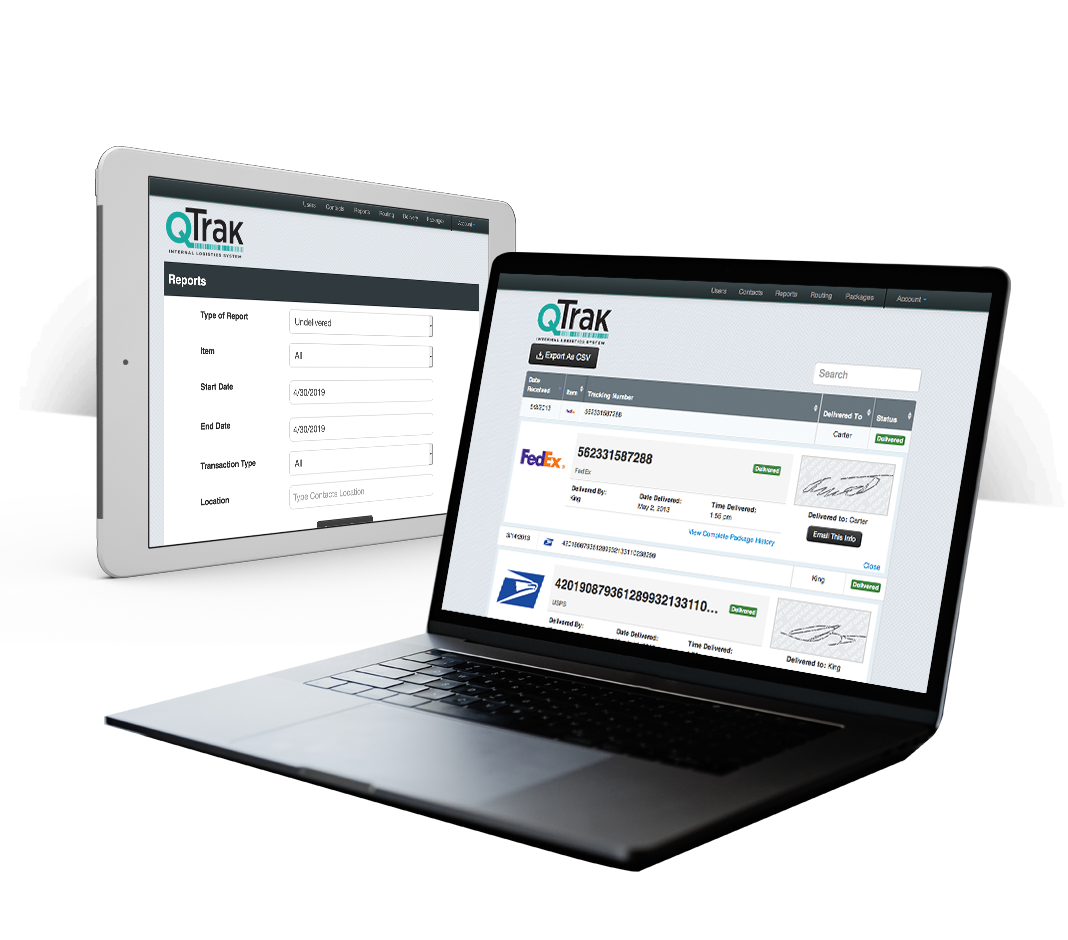 Users Contacts Reports Routing Delivery Packages Account
QTrak
INTERNAL LOGISTICS SYSTEM
Reports
Type of Report Undelivered
Item All
Start Date 4/30/2019
End Date 4/30/2019
Transaction Type All
Location Type Contacts Location
Users Contacts Reports Routing Packages Account
QTrak
INTERNAL LOGISTICS SYSTEM
Export As CSV
Search
Date Received Item Tracking Number Delivered To Status
562331587288 Carter Delivered
FedEx
562331587288 Delivered
FedEx
Delivered By: Date Delivered: Time Delivered:
King May 2, 2013 1:56 pm
Delivered to: Carter
View Complete Package History
Email This Info
Close
3/14/2013 King Delivered
420190879361289932133110... Delivered
USPS
Delivered By: Date Delivered: Time Delivered:
Delivered to: King